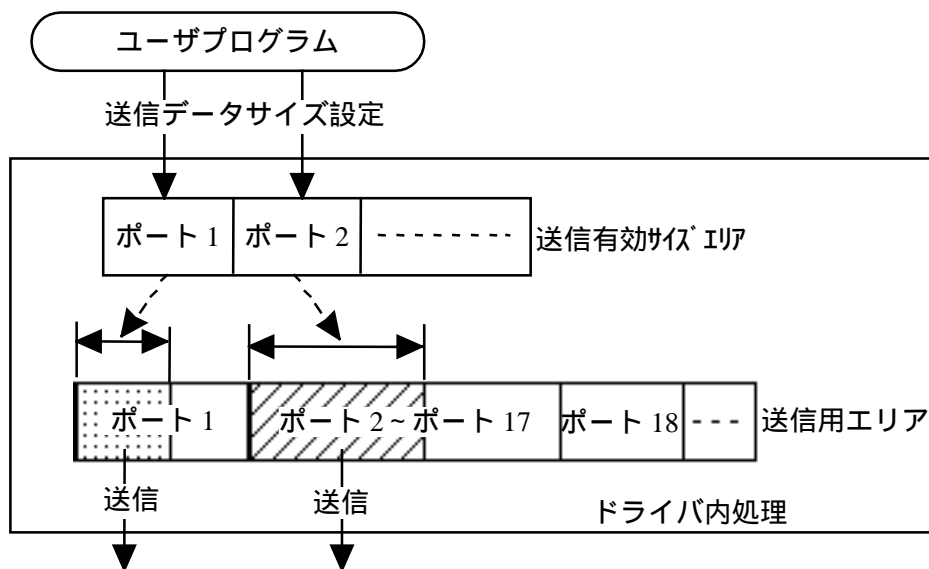 ユーザプログラム
送信データサイズ設定
ポート 1 ポート 2 送信有効ｻｲｽﾞｴﾘｱ
ポート 1 ポート 2 ~ ポート 17 ポート 18 送信用エリア
送信 送信
ドライバ内処理